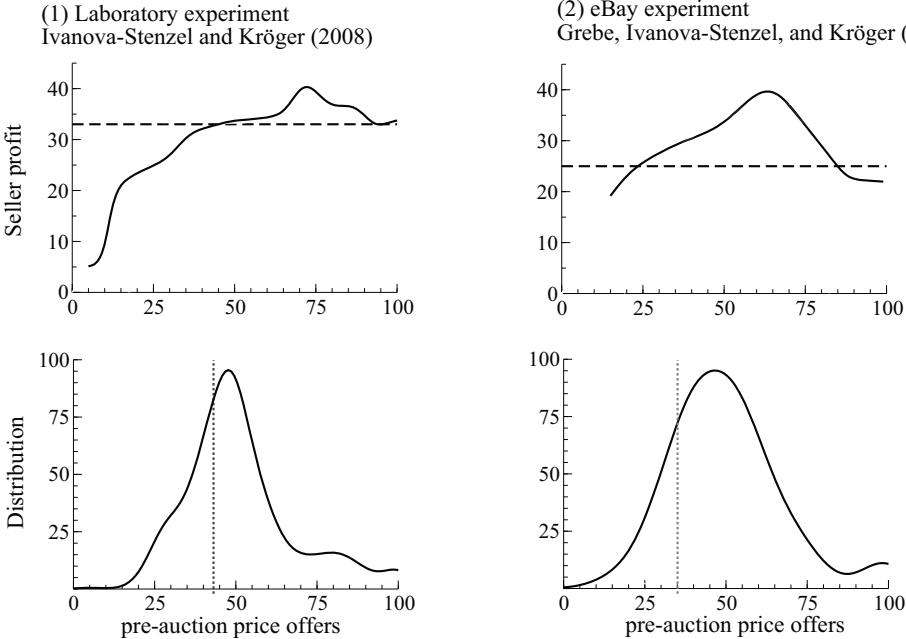 (1) Laboratory experiment
Ivanova-Stenzel and Kröger (2008)
(2) eBay experiment
Grebe, Ivanova-Stenzel, and Kröger (
Seller profit
40
30
20
10
0
0 25 50 75 100
40
30
20
10
0
0 25 50 75 100
Distribution
100
75
50
25
0 25 50 75 100
pre-auction price offers
100
75
50
25
0 25 50 75 100
pre-auction price offers